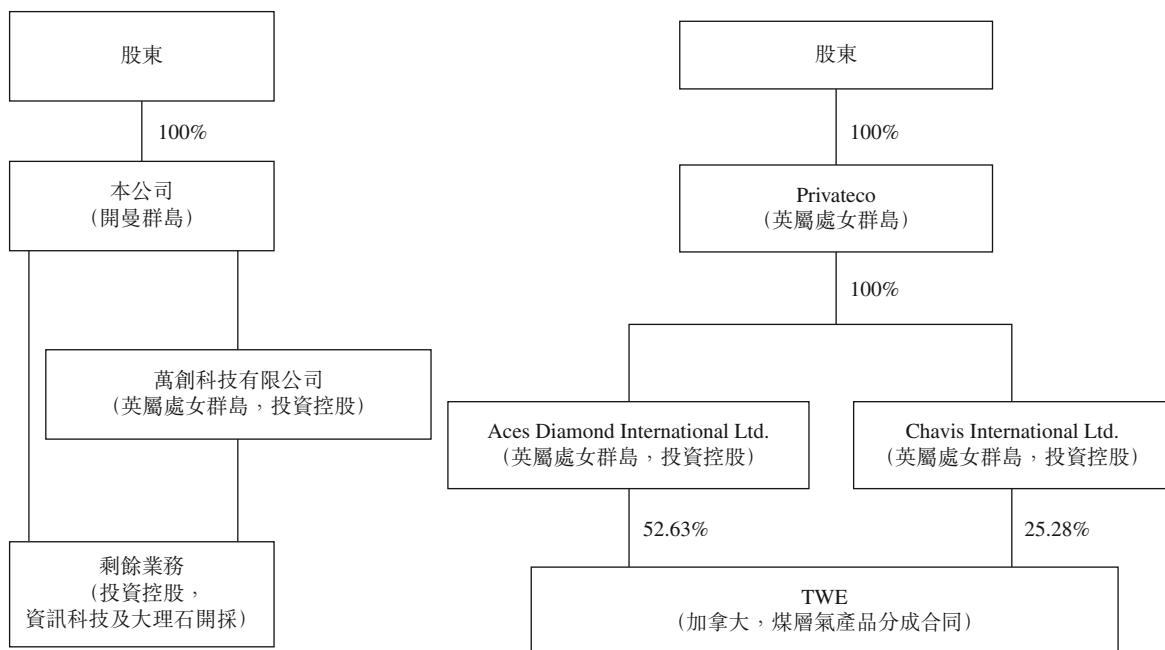 股東
100%
本公司
（開曼群島）
萬創科技有限公司
（英屬處女群島，投資控股）
剩餘業務
（投資控股，
資訊科技及大理石開採）
股東
100%
Privateco
（英屬處女群島）
100%
Aces Diamond International Ltd.
（英屬處女群島，投資控股）
Chavis International Ltd.
（英屬處女群島，投資控股）
52.63%
25.28%
TWE
（加拿大，煤層氣產品分成合同）